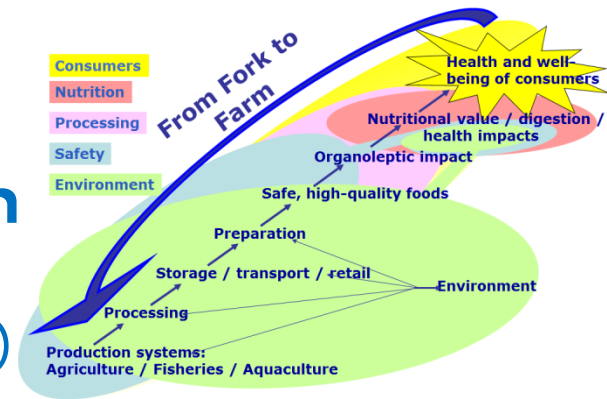 Consumers
Nutrition
Processing
Safety
Environment
From Fork to
Farm
Health and well-
being of consumers
Nutritional value / digestion /
health impacts
Organoleptic impact
Safe, high-quality foods
Preparation
Storage / transport / retail
Environment
Processing
Production systems:
Agriculture / Fisheries / Aquaculture
n
)